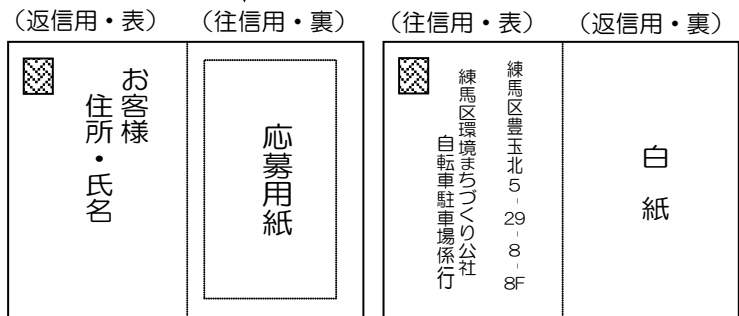 （返信用・表）
（往信用・裏）
（往信用・表）
（返信用・裏）
お客様
住所・氏名
応募用紙
練馬区豊玉北5-29-8-8F
練馬区環境まちづくり公社
自転車駐車場係行
白紙